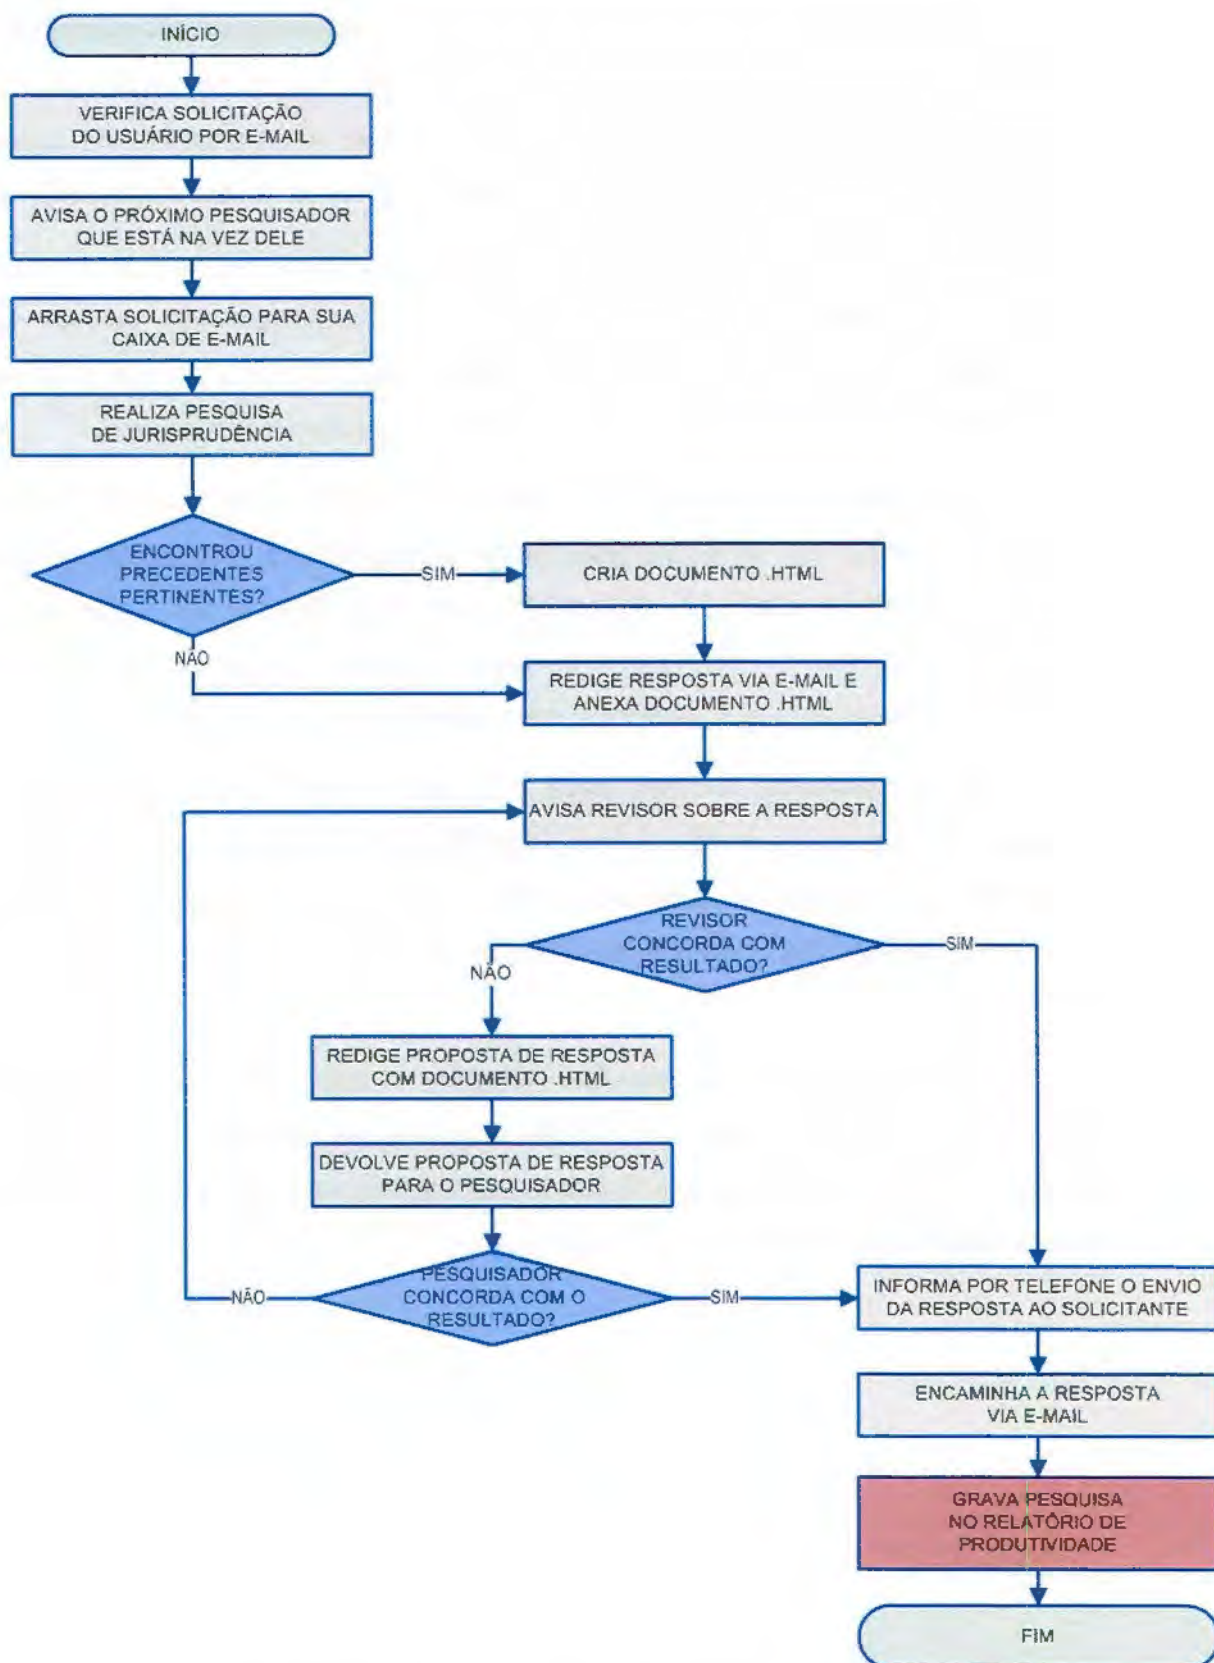 INÍCIO
VERIFICA SOLICITAÇÃO
DO USUÁRIO POR E-MAIL
AVISA O PRÓXIMO PESQUISADOR
QUE ESTÁ NA VEZ DELE
ARRASTA SOLICITAÇÃO PARA SUA
CAIXA DE E-MAIL
REALIZA PESQUISA
DE JURISPRUDÊNCIA
ENCONTROU
PRECEDENTES
PERTINENTES?
SIM
CRIA DOCUMENTO .HTML
NÃO
REDIGE RESPOSTA VIA E-MAIL E
ANEXA DOCUMENTO .HTML
AVISA REVISOR SOBRE A RESPOSTA
REVISOR
CONCORDA COM
RESULTADO?
SIM
NÃO
REDIGE PROPOSTA DE RESPOSTA
COM DOCUMENTO .HTML
DEVOLVE PROPOSTA DE RESPOSTA
PARA O PESQUISADOR
PESQUISADOR
CONCORDA COM O
RESULTADO?
NÃO
SIM
INFORMA POR TELEFONE O ENVIO
DA RESPOSTA AO SOLICITANTE
ENCAMINHA A RESPOSTA
VIA E-MAIL
GRAVA PESQUISA
NO RELATÓRIO DE
PRODUTIVIDADE
FIM